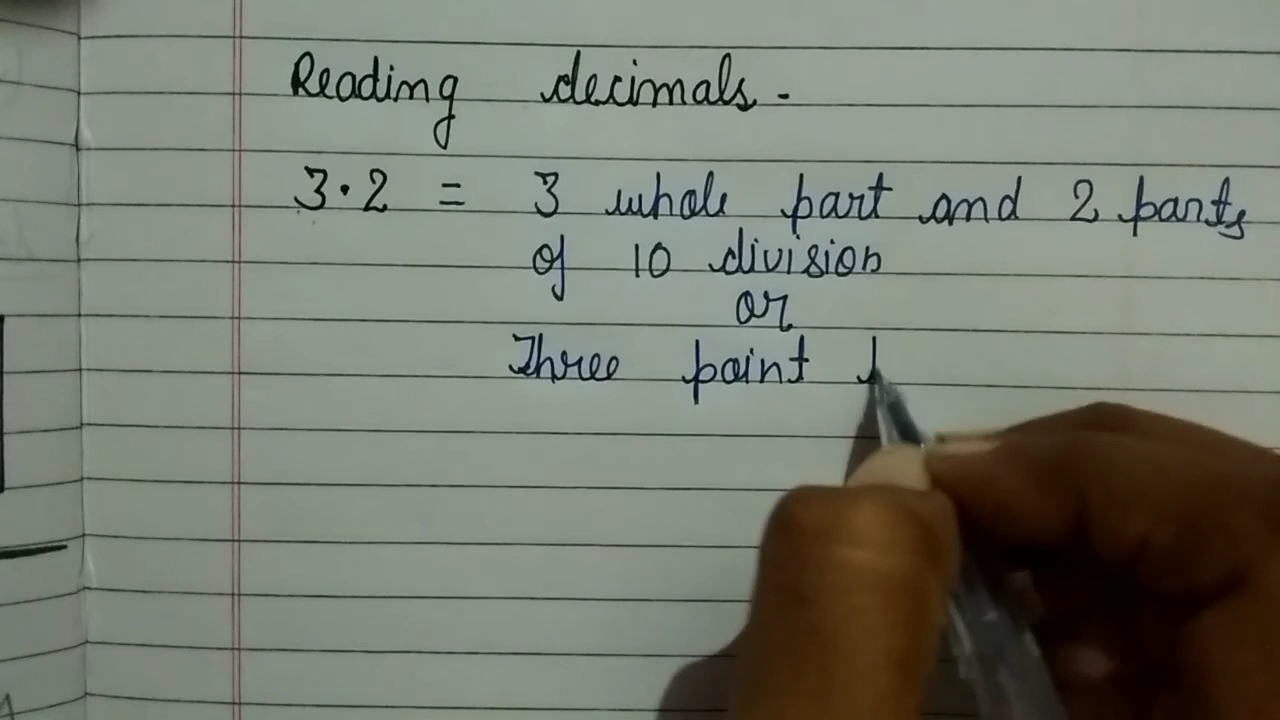 Reading decimals.
3.2 = 3 whole part and 2 parts
of 10 division
or
Three point